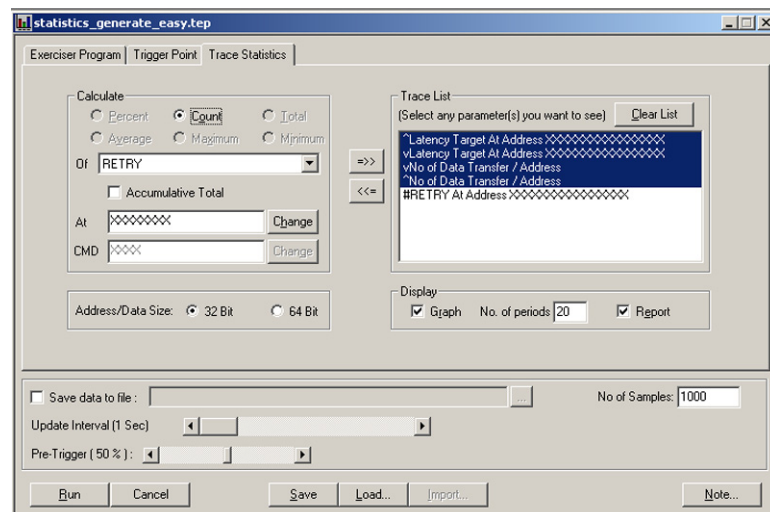 statistics_generate_easy.tep
Exerciser Program Trigger Point Trace Statistics
Calculate
Percent Count Total
Average Maximum Minimum
Of RETRY
Accumulative Total
At XXXXXXXX Change
CMD XXXX Change
=>>
<<=
Trace List
(Select any parameter(s) you want to see) Clear List
^Latency Target At Address XXXXXXXXXXXXXXXX
vLatency Target At Address XXXXXXXXXXXXXXXX
vNo of Data Transfer / Address
^No of Data Transfer / Address
#RETRY At Address XXXXXXXXXXXXXXXX
Address/Data Size: 32 Bit 64 Bit
Display
Graph No. of periods 20 Report
Save data to file : ... No of Samples: 1000
Update Interval (1 Sec)
Pre-Trigger ( 50 % ) :
Run Cancel Save Load... Import... Note...